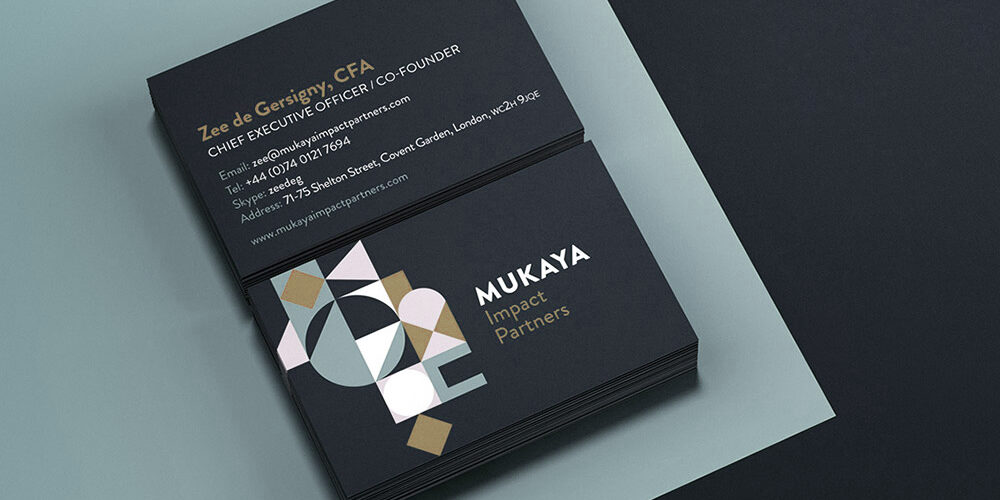 Zee de Gersigny, CFA
CHIEF EXECUTIVE OFFICER / CO-FOUNDER
Email: zee@mukayaimpactpartners.com
Tel: +44 (0)74 0121 7694
Skype: zeedeg
Address: 71-75 Shelton Street, Covent Garden, London, WC2H 9JQE
www.mukayaimpactpartners.com
MUKAYA
Impact
Partners